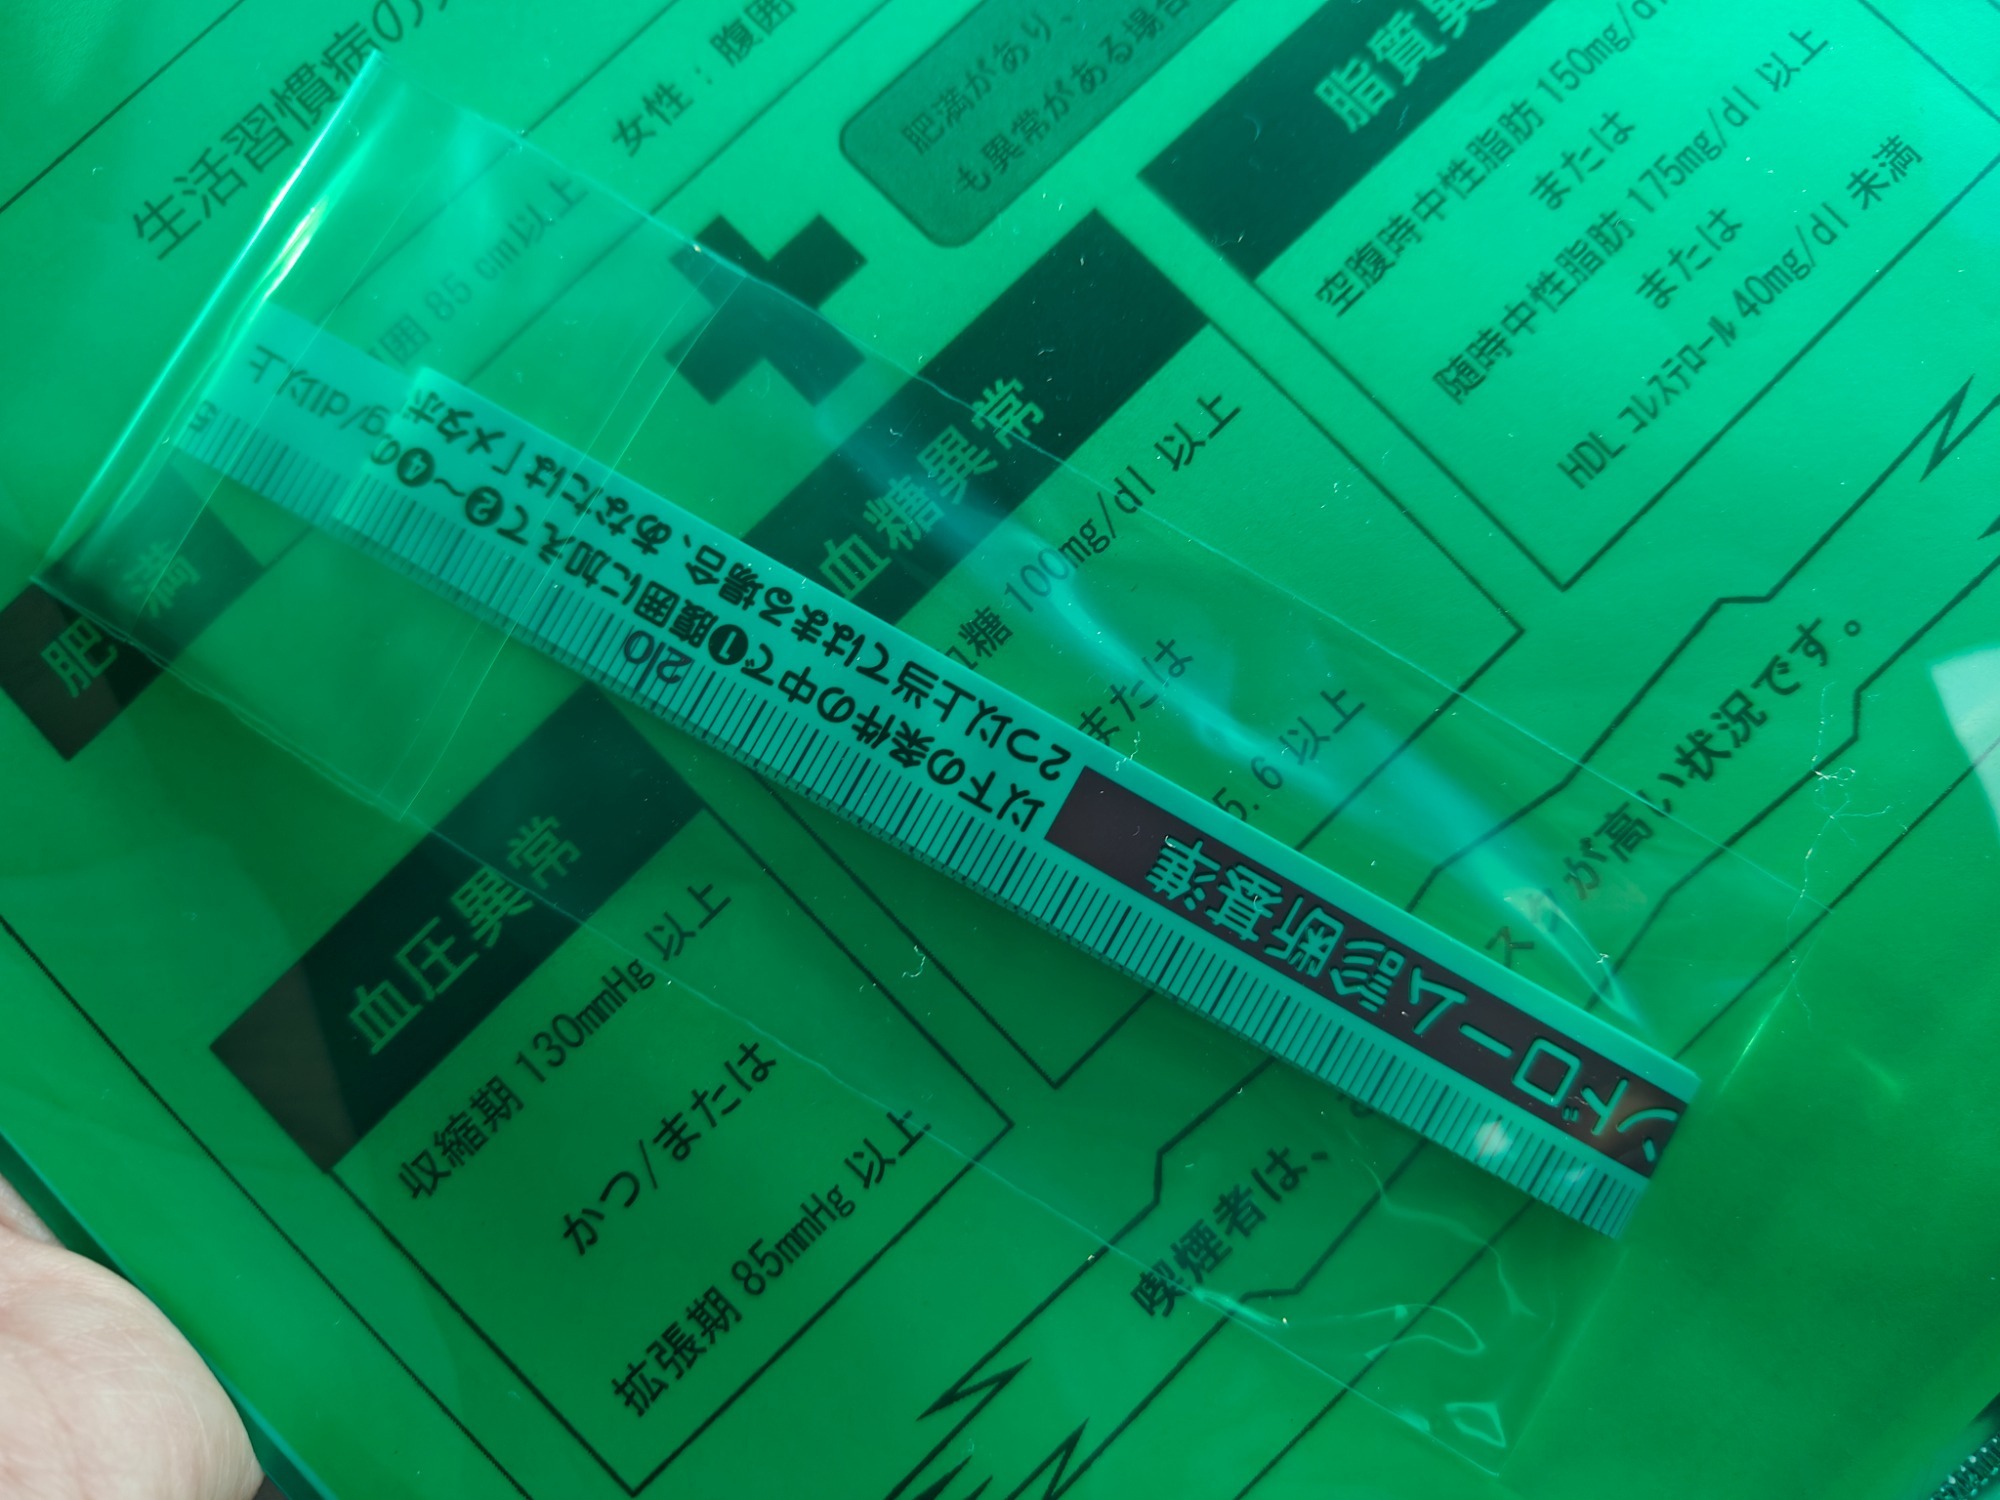 生活習慣病の
女性：腹囲
肥満があり、
も異常がある場合
脂質異
空腹時中性脂肪 150mg/dl
または
随時中性脂肪 175mg/dl 以上
または
HDL コレステロール 40mg/dl 未満
囲 85 cm以上
肥満
血糖異常
糖 100mg/dl 以上
または
5.6 以上
血圧異常
収縮期 130mmHg 以上
かつ/または
拡張期 85mmHg 以上
が高い状況です。
喫煙者は、
ンドローム診断基準
以下の条件の中で❶腹囲に加えて❷～❹の
2つ以上当てはまる場合、あなたは「メタボ
g/dl以上
210